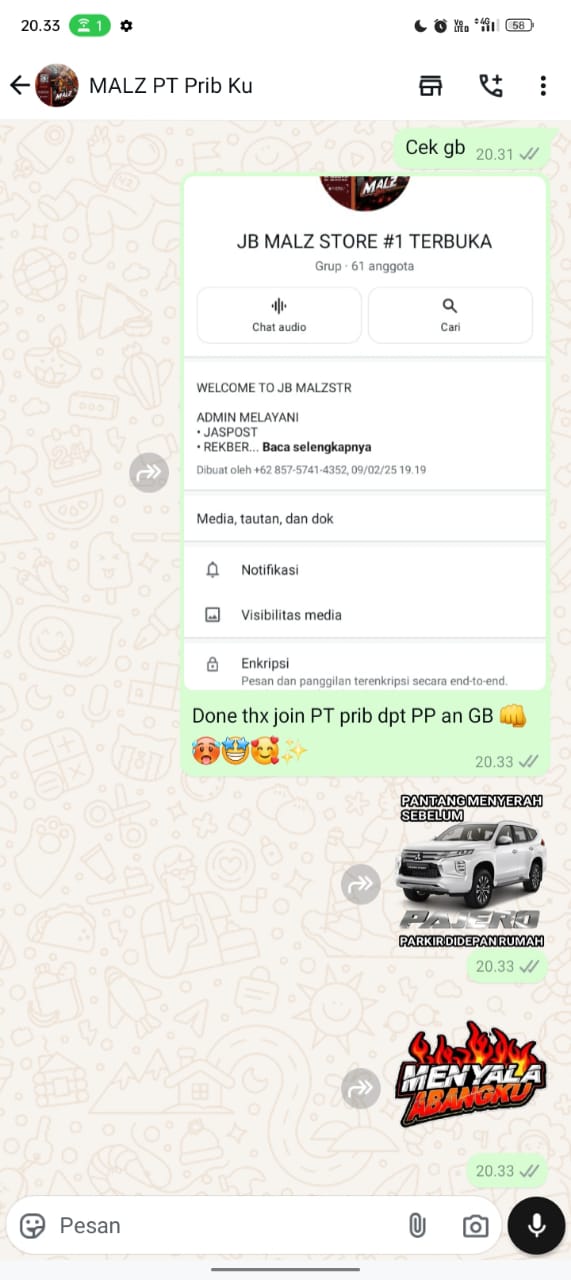 20.33
1
Vo
LTE
4G
58
MALZ PT Prib Ku
Cek gb 20.31
MALZ
JB MALZ STORE #1 TERBUKA
Grup · 61 anggota
Chat audio
Cari
WELCOME TO JB MALZSTR
ADMIN MELAYANI
• JASPOST
• REKBER... Baca selengkapnya
Dibuat oleh +62 857-5741-4352, 09/02/25 19.19
Media, tautan, dan dok
Notifikasi
Visibilitas media
Enkripsi
Pesan dan panggilan terenkripsi secara end-to-end.
Done thx join PT prib dpt PP an GB 👊
🥵🤩🥰✨
20.33
PANTANG MENYERAH
SEBELUM
PAJERO
PARKIR DIDEPAN RUMAH
20.33
MENYALA
ABANGKU
20.33
Pesan